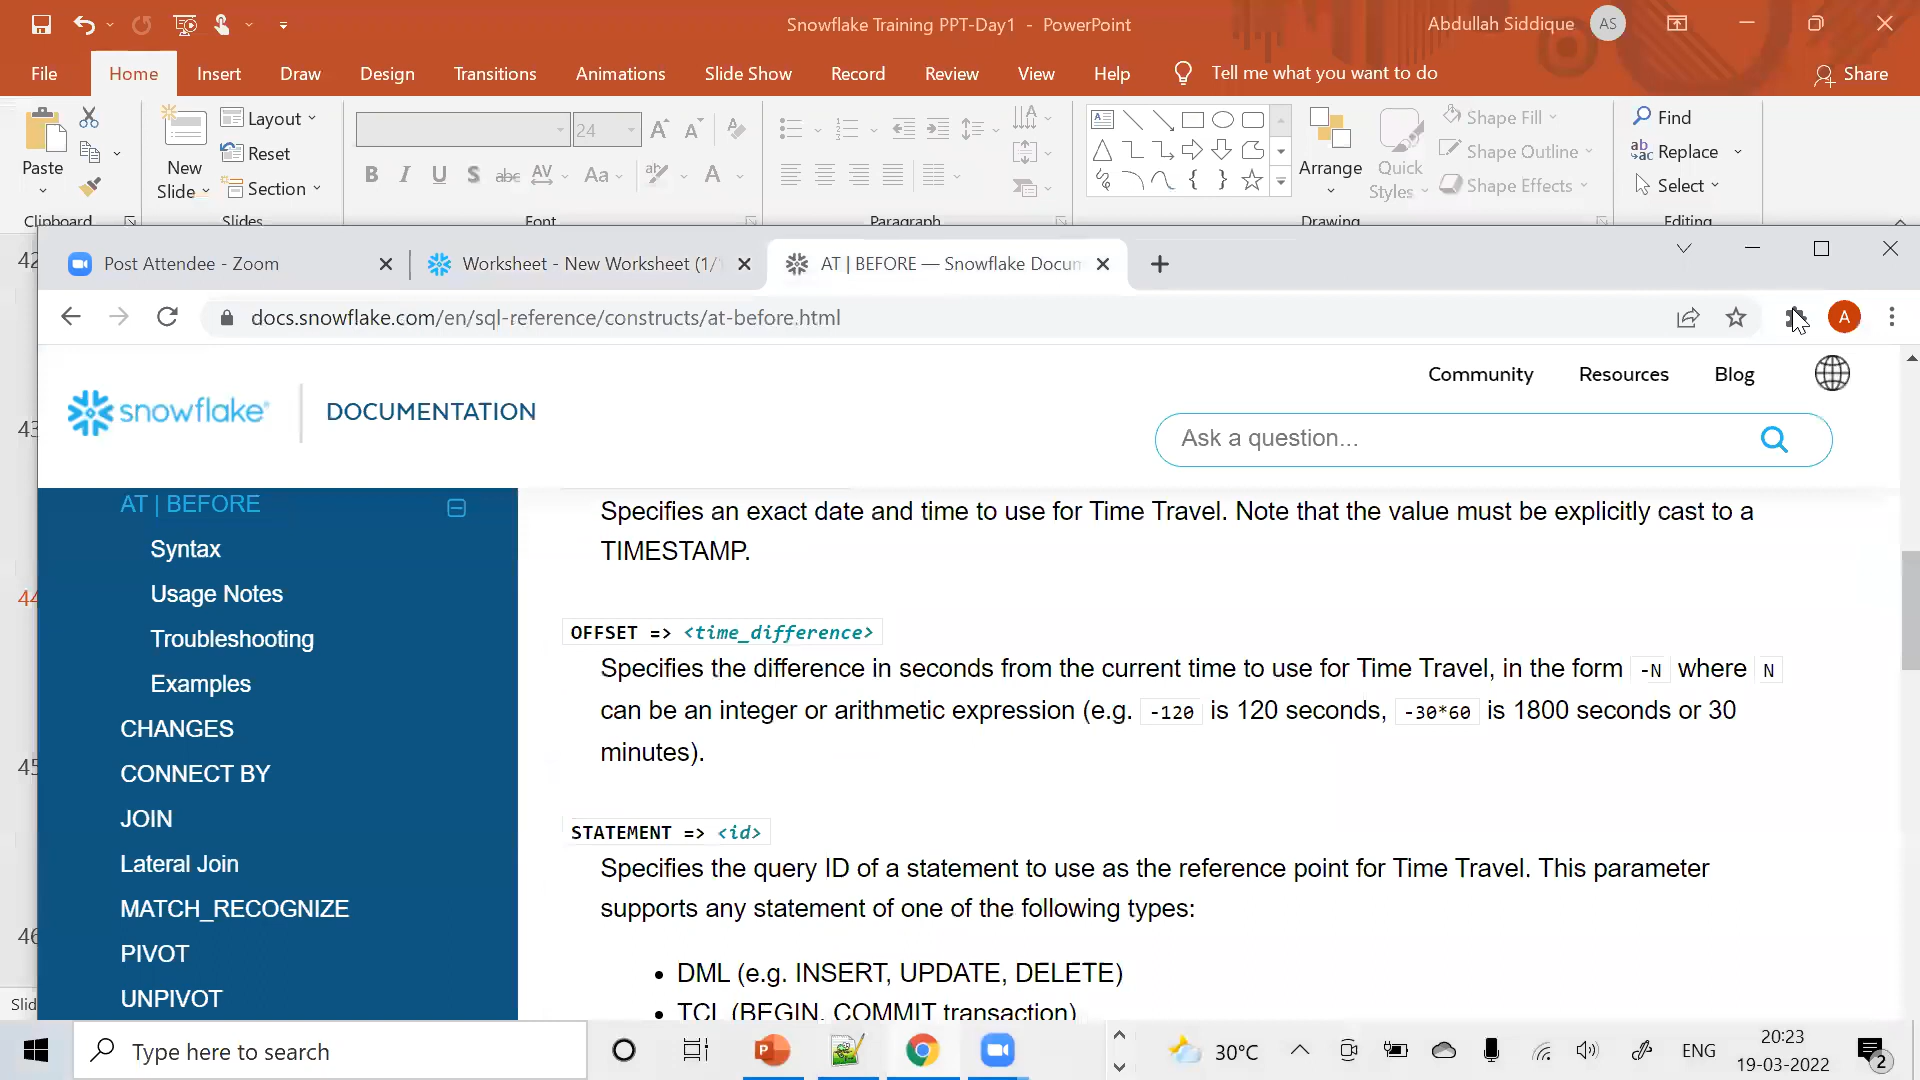 Snowflake Training PPT-Day1 - PowerPoint
Abdullah Siddique AS
File Home Insert Draw Design Transitions Animations Slide Show Record Review View Help Tell me what you want to do Share
Paste
New
Slide
Layout
Reset
Section
24
B I U S abc AV Aa A
Arrange
Quick
Styles
Shape Fill
Shape Outline
Shape Effects
Find
Replace
Select
Clipboard Slides Font Paragraph Drawing Editing
42
43
44
45
46
Post Attendee - Zoom
Worksheet - New Worksheet (1/
AT | BEFORE — Snowflake Docum
docs.snowflake.com/en/sql-reference/constructs/at-before.html
A
snowflake DOCUMENTATION
Community Resources Blog
Ask a question...
AT | BEFORE
Syntax
Usage Notes
Troubleshooting
Examples
CHANGES
CONNECT BY
JOIN
Lateral Join
MATCH_RECOGNIZE
PIVOT
UNPIVOT
Specifies an exact date and time to use for Time Travel. Note that the value must be explicitly cast to a
TIMESTAMP.
OFFSET => <time_difference>
Specifies the difference in seconds from the current time to use for Time Travel, in the form -N where N
can be an integer or arithmetic expression (e.g. -120 is 120 seconds, -30*60 is 1800 seconds or 30
minutes).
STATEMENT => <id>
Specifies the query ID of a statement to use as the reference point for Time Travel. This parameter
supports any statement of one of the following types:
• DML (e.g. INSERT, UPDATE, DELETE)
• TCL (BEGIN, COMMIT transaction)
Slid
Type here to search
30°C
ENG
20:23
19-03-2022
2